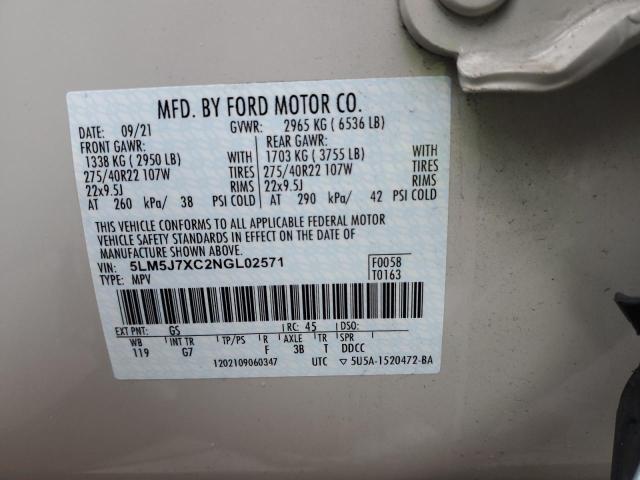 MFD. BY FORD MOTOR CO.
DATE: 09/21 GVWR: 2965 KG ( 6536 LB)
FRONT GAWR: REAR GAWR:
1338 KG ( 2950 LB) WITH 1703 KG ( 3755 LB) WITH
275/40R22 107W TIRES 275/40R22 107W TIRES
22x9.5J RIMS 22x9.5J RIMS
AT 260 kPa/ 38 PSI COLD AT 290 kPa/ 42 PSI COLD
THIS VEHICLE CONFORMS TO ALL APPLICABLE FEDERAL MOTOR
VEHICLE SAFETY STANDARDS IN EFFECT ON THE DATE OF
MANUFACTURE SHOWN ABOVE.
VIN: 5LM5J7XC2NGL02571 F0058
TYPE: MPV T0163
EXT PNT: GS RC: 45 DSO:
WB INT TR TP/PS R AXLE TR SPR
119 G7 F 3B T DDCC
1202109060347 UTC ▽ 5U5A-1520472-BA